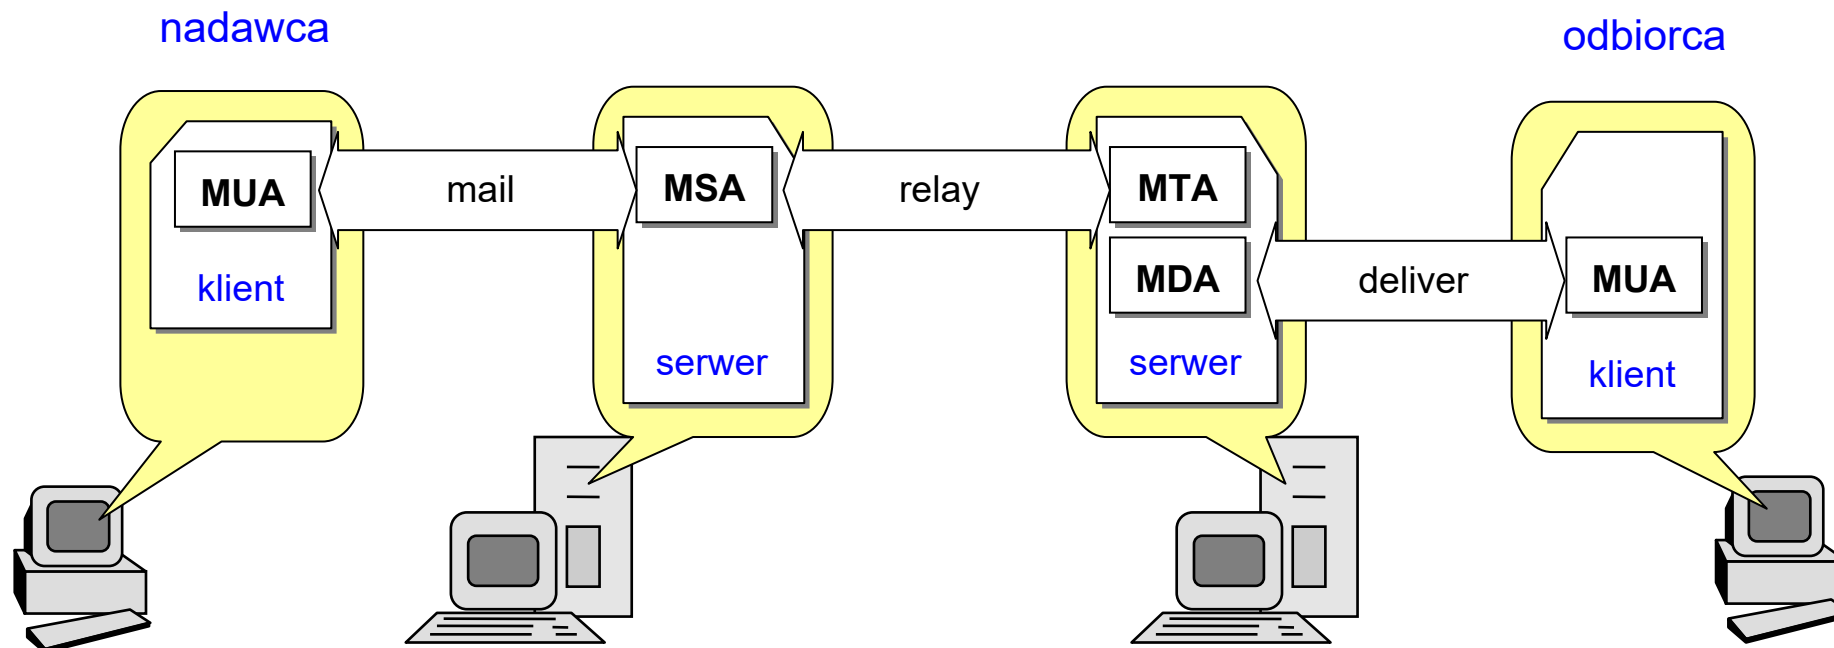 nadawca
odbiorca
MUA
mail
MSA
relay
MTA
MDA
deliver
MUA
klient
serwer
serwer
klient